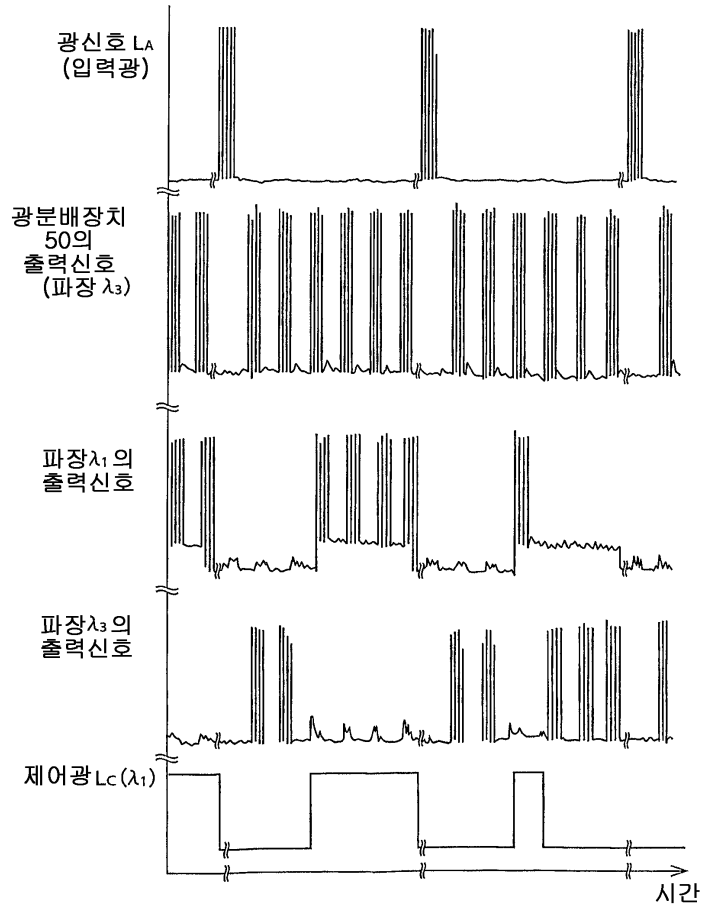 광신호 LA
(입력광)
광분배장치
50의
출력신호
(파장 λ3)
파장λ1의
출력신호
파장λ3의
출력신호
제어광 LC(λ1)
시간